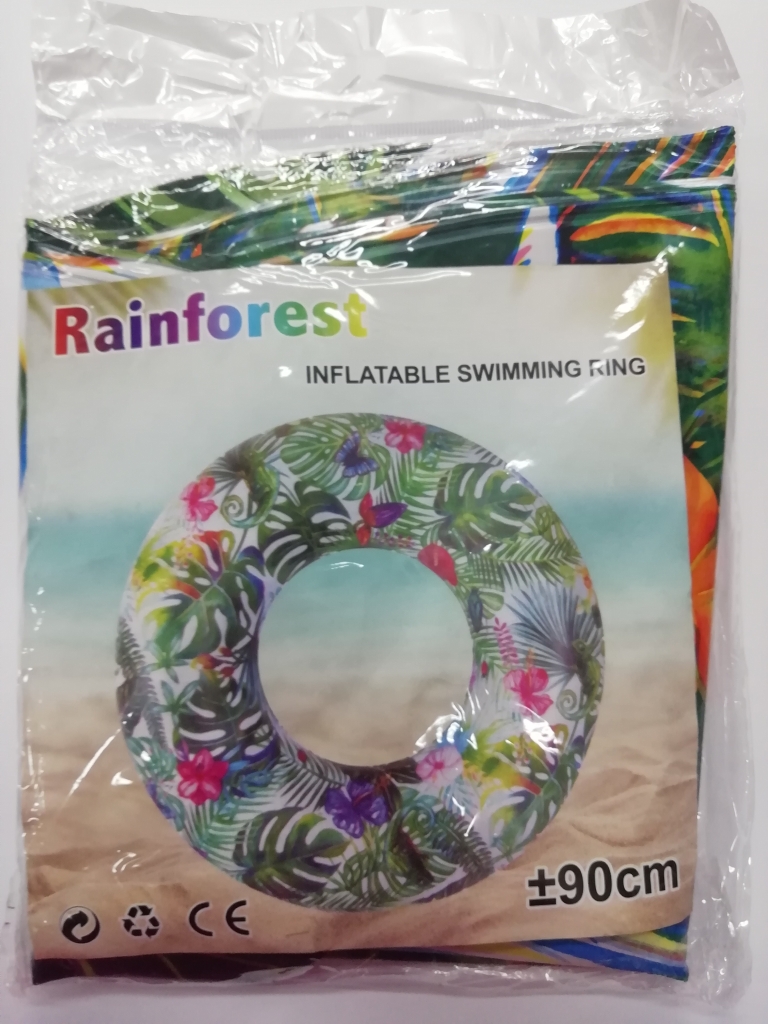 Rainforest
INFLATABLE SWIMMING RING
±90cm
CE